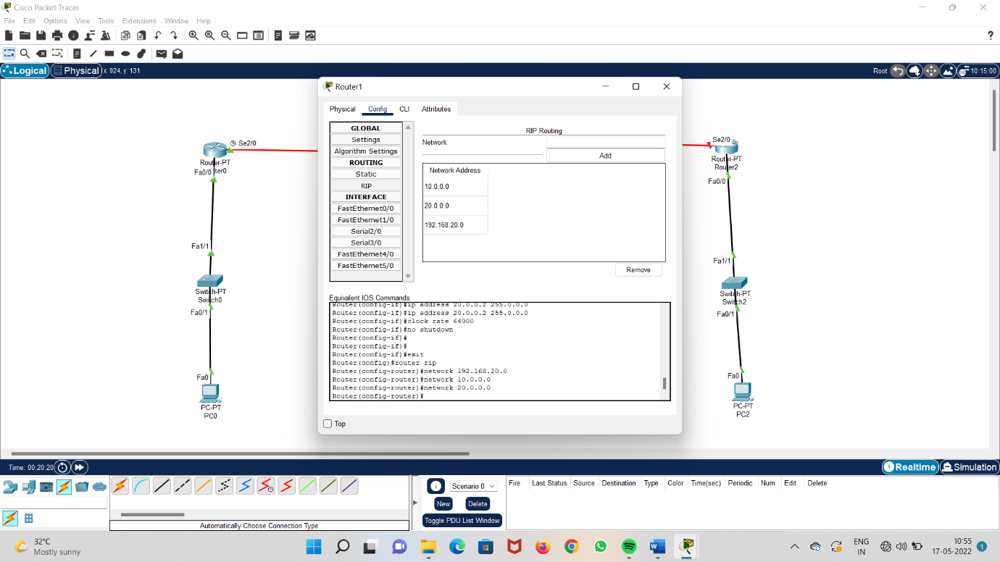 Cisco Packet Tracer
File Edit Options View Tools Extensions Window Help
?
Logical Physical x: 924, y: 131 Root 10:15:00
Router1
Physical Config CLI Attributes
GLOBAL
Settings
Algorithm Settings
ROUTING
Static
RIP
INTERFACE
FastEthernet0/0
FastEthernet1/0
Serial2/0
Serial3/0
FastEthernet4/0
FastEthernet5/0
RIP Routing
Network
Add
Network Address
10.0.0.0
20.0.0.0
192.168.20.0
Remove
Equivalent IOS Commands
Router(config-if)#ip address 20.0.0.2 255.0.0.0
Router(config-if)#ip address 20.0.0.2 255.0.0.0
Router(config-if)#clock rate 64000
Router(config-if)#no shutdown
Router(config-if)#
Router(config-if)#
Router(config-if)#exit
Router(config)#router rip
Router(config-router)#network 192.168.20.0
Router(config-router)#network 10.0.0.0
Router(config-router)#network 20.0.0.0
Router(config-router)#
Top
Se2/0
Router-PT
ter0
Fa0/0
Fa1/1
Switch-PT
Switch0
Fa0/1
Fa0
PC-PT
PC0
Se2/0
Router-PT
Router2
Fa0/0
Fa1/1
Switch-PT
Switch2
Fa0/1
Fa0
PC-PT
PC2
Time: 00:20:20 Realtime Simulation
Scenario 0
New Delete
Toggle PDU List Window
Fire Last Status Source Destination Type Color Time(sec) Periodic Num Edit Delete
Automatically Choose Connection Type
32°C
Mostly sunny
ENG
IN
10:55
17-05-2022
1